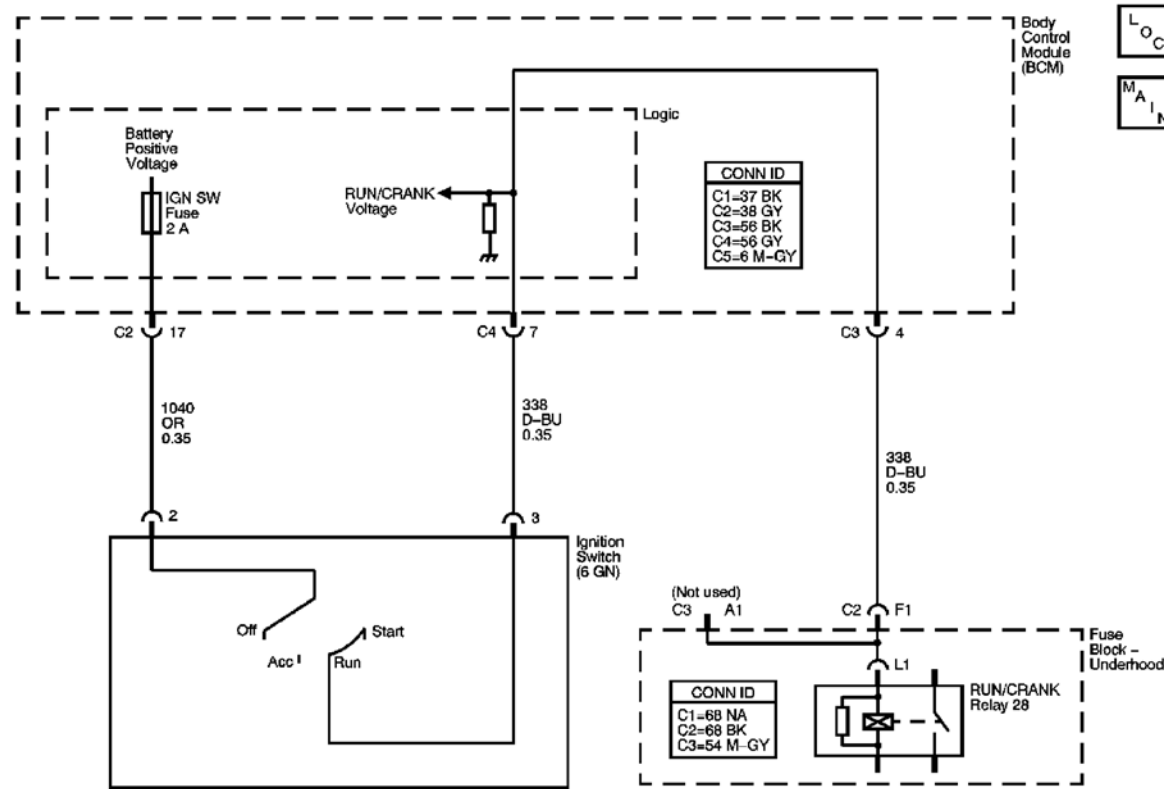 Body
Control
Module
(BCM)
LOC
MAIN
Logic
Battery
Positive
Voltage
IGN SW
Fuse
2 A
RUN/CRANK
Voltage
CONN ID
C1=37 BK
C2=38 GY
C3=56 BK
C4=56 GY
C5=6 M-GY
C2 17
C4 7
C3 4
1040
OR
0.35
338
D-BU
0.35
338
D-BU
0.35
2
3
Ignition
Switch
(6 GN)
Off
Acc
Run
Start
(Not used)
C3 A1
C2 F1
Fuse
Block –
Underhood
L1
CONN ID
C1=68 NA
C2=68 BK
C3=54 M-GY
RUN/CRANK
Relay 28